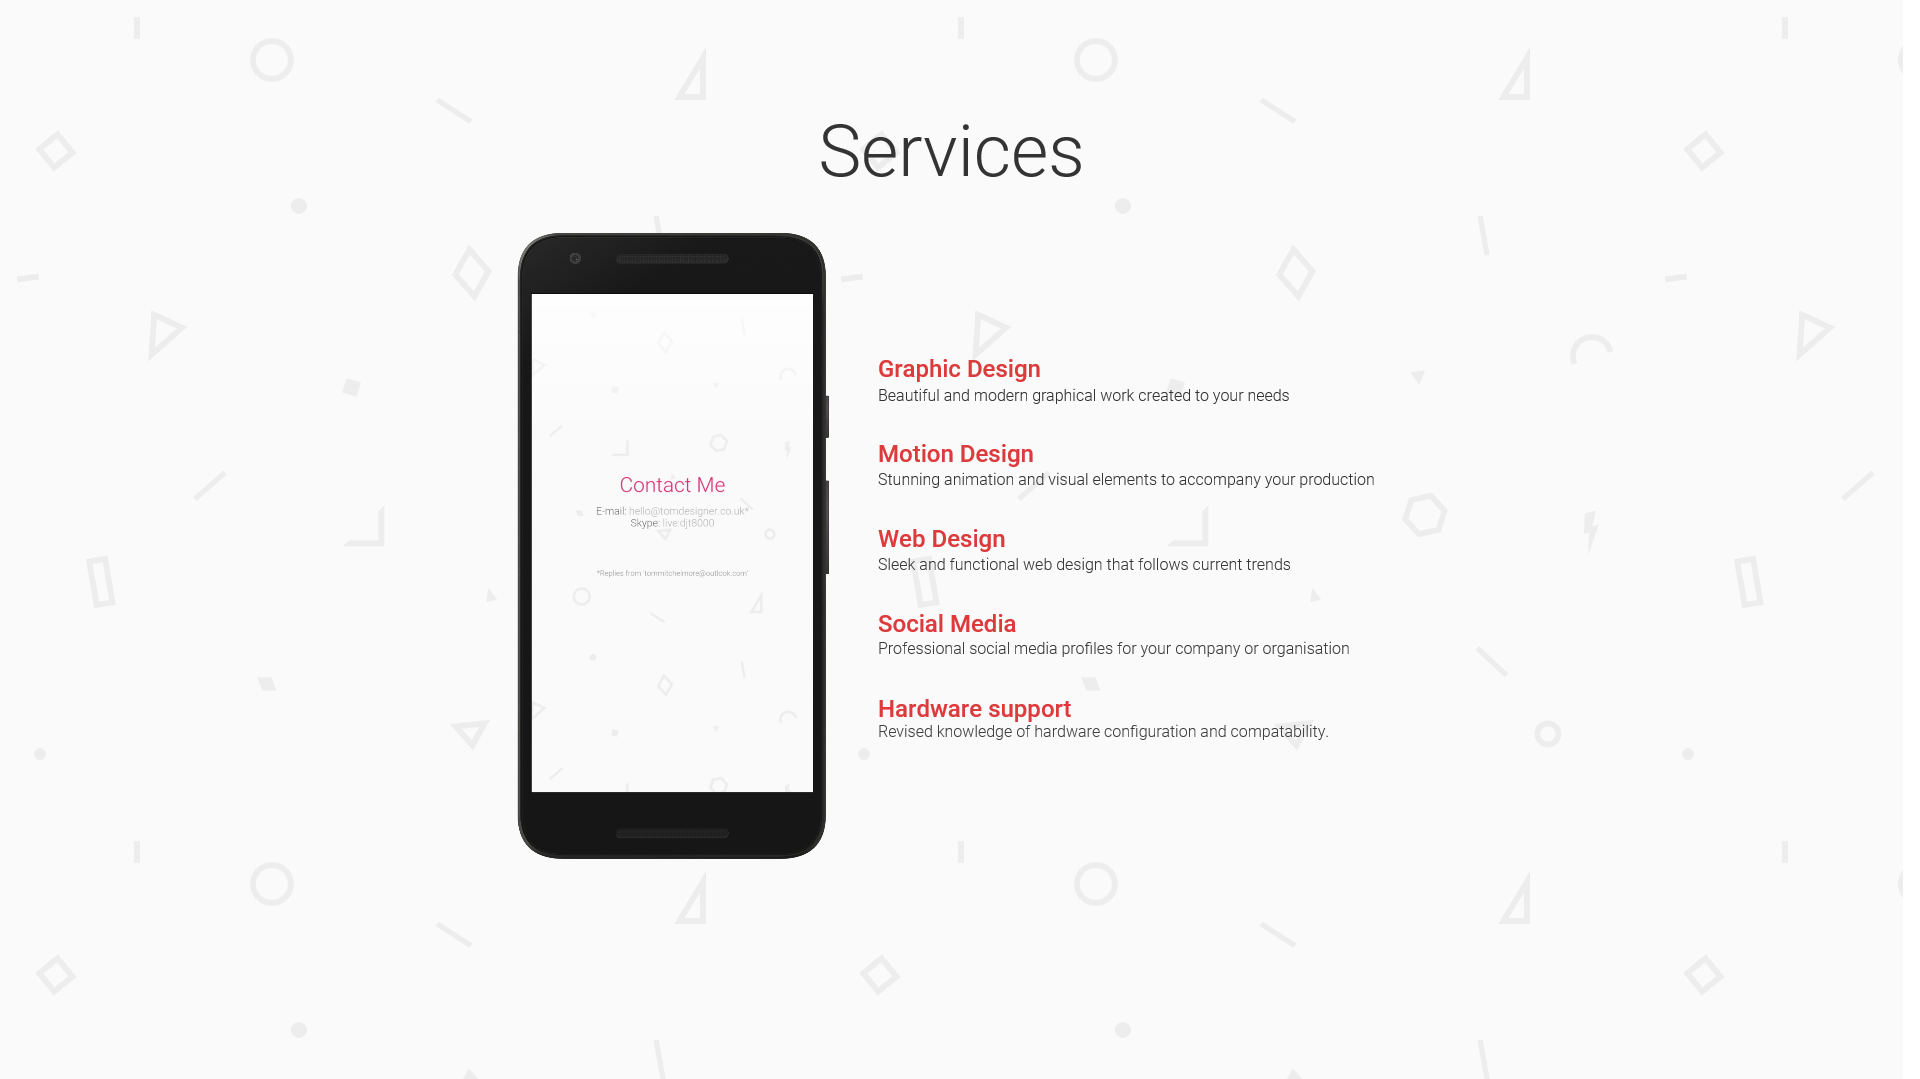 Services
Contact Me
E-mail: hello@tomdesigner.co.uk*
Skype: live:djt8000
*Replies from 'tommitchelmore@outlook.com'
Graphic Design
Beautiful and modern graphical work created to your needs
Motion Design
Stunning animation and visual elements to accompany your production
Web Design
Sleek and functional web design that follows current trends
Social Media
Professional social media profiles for your company or organisation
Hardware support
Revised knowledge of hardware configuration and compatability.